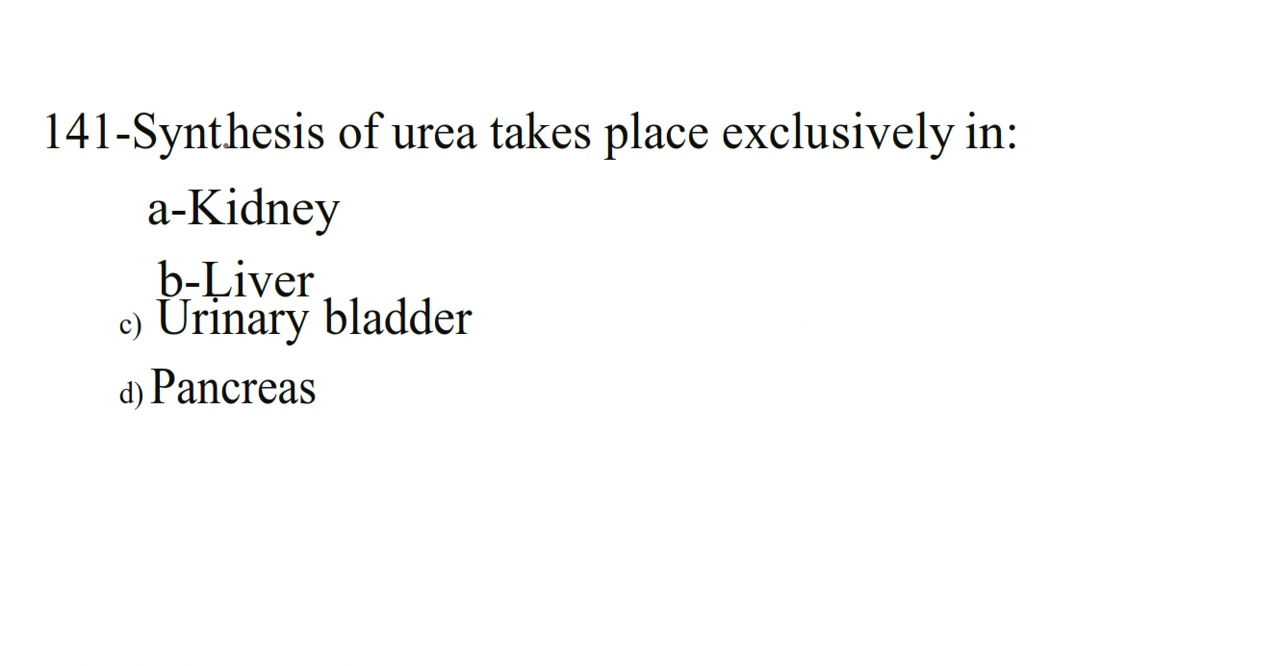 141-Synthesis of urea takes place exclusively in:
a-Kidney
b-Liver
c) Urinary bladder
d) Pancreas